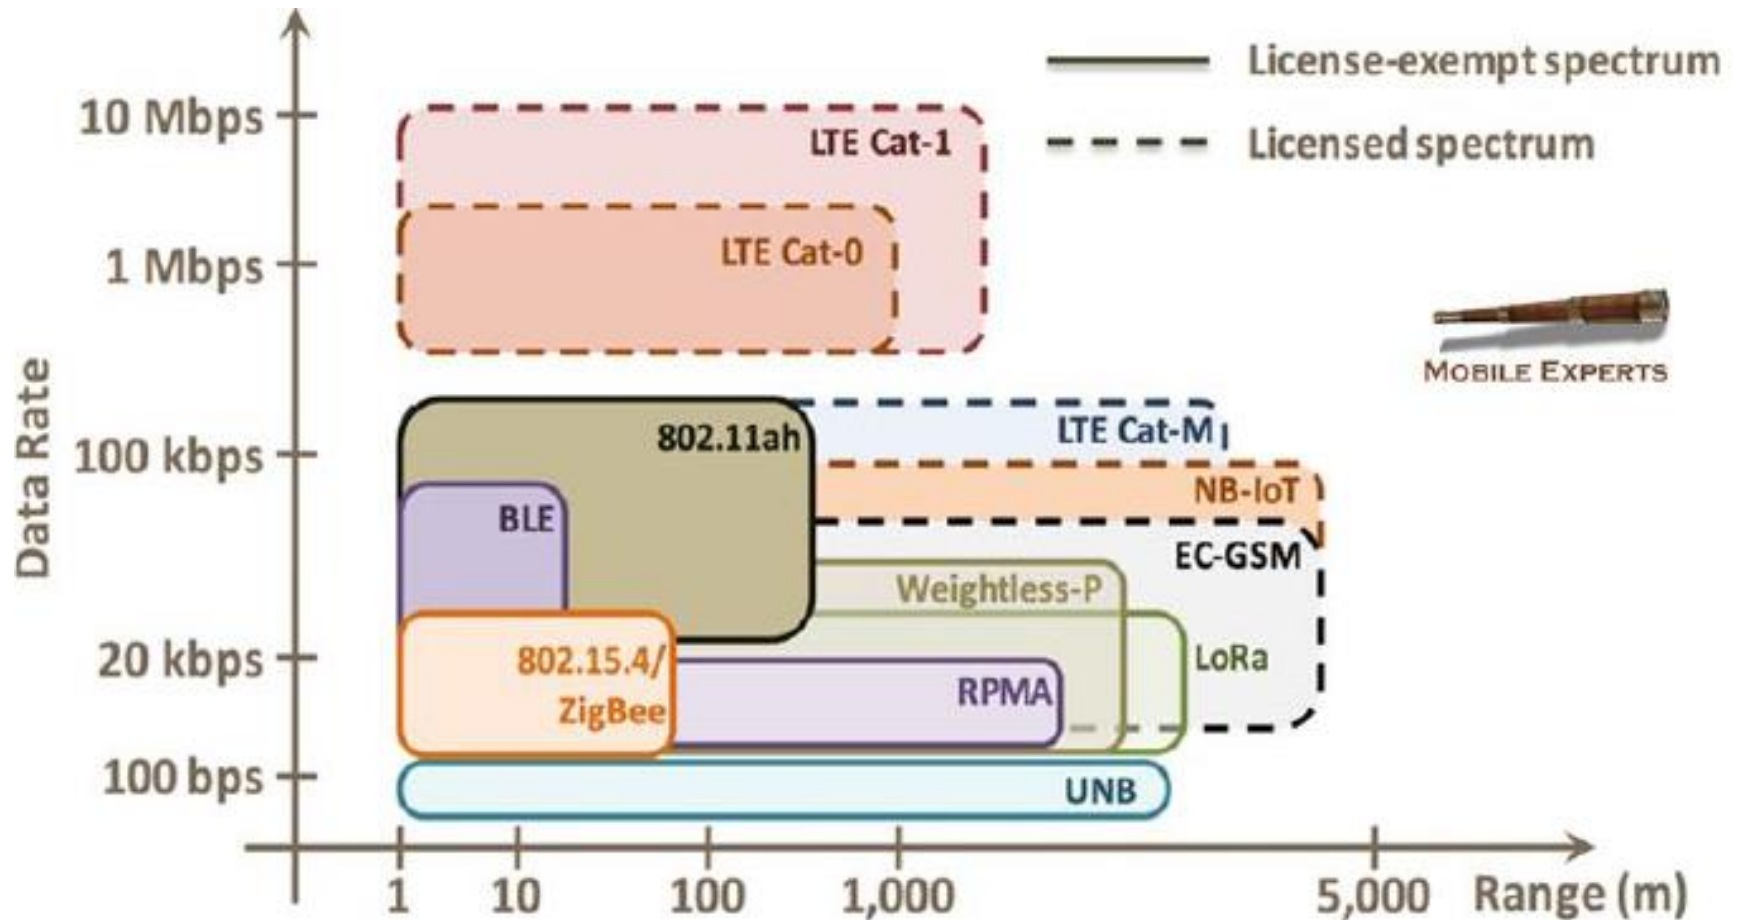 License-exempt spectrum
10 Mbps
LTE Cat-1
Licensed spectrum
LTE Cat-0
1 Mbps
MOBILE EXPERTS
Data Rate
802.11ah
LTE Cat-M
100 kbps
NB-IoT
BLE
EC-GSM
Weightless-P
20 kbps
802.15.4/
ZigBee
LoRa
RPMA
100 bps
UNB
1
10
100
1,000
5,000
Range (m)